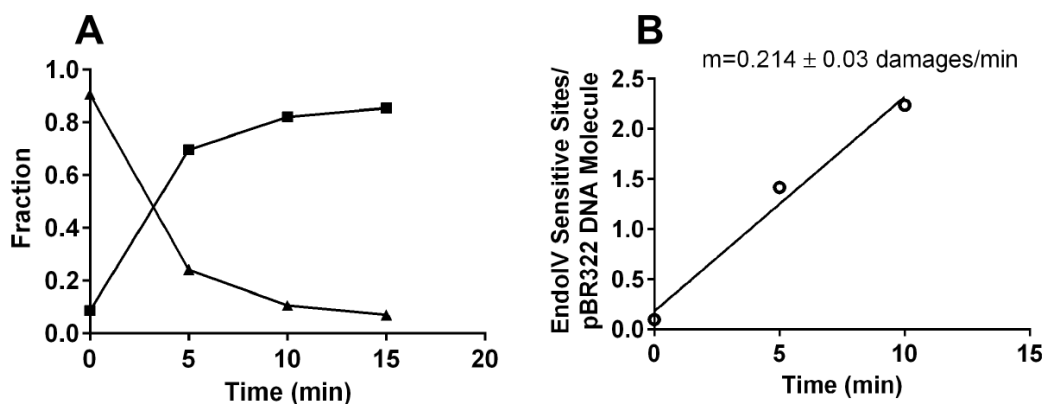 A
1.0
0.8
0.6
0.4
0.2
0.0
Fraction
0 5 10 15 20
Time (min)
B
m=0.214 ± 0.03 damages/min
2.5
2.0
1.5
1.0
0.5
0.0
EndoIV Sensitive Sites/
pBR322 DNA Molecule
0 5 10 15
Time (min)